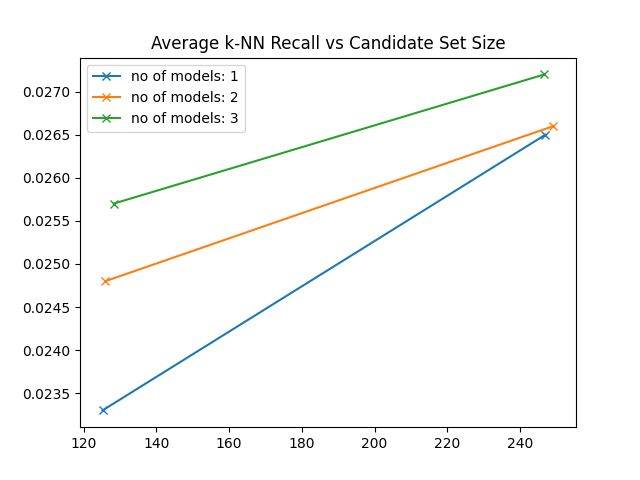 Average k-NN Recall vs Candidate Set Size
no of models: 1
no of models: 2
no of models: 3
0.0270
0.0265
0.0260
0.0255
0.0250
0.0245
0.0240
0.0235
120 140 160 180 200 220 240